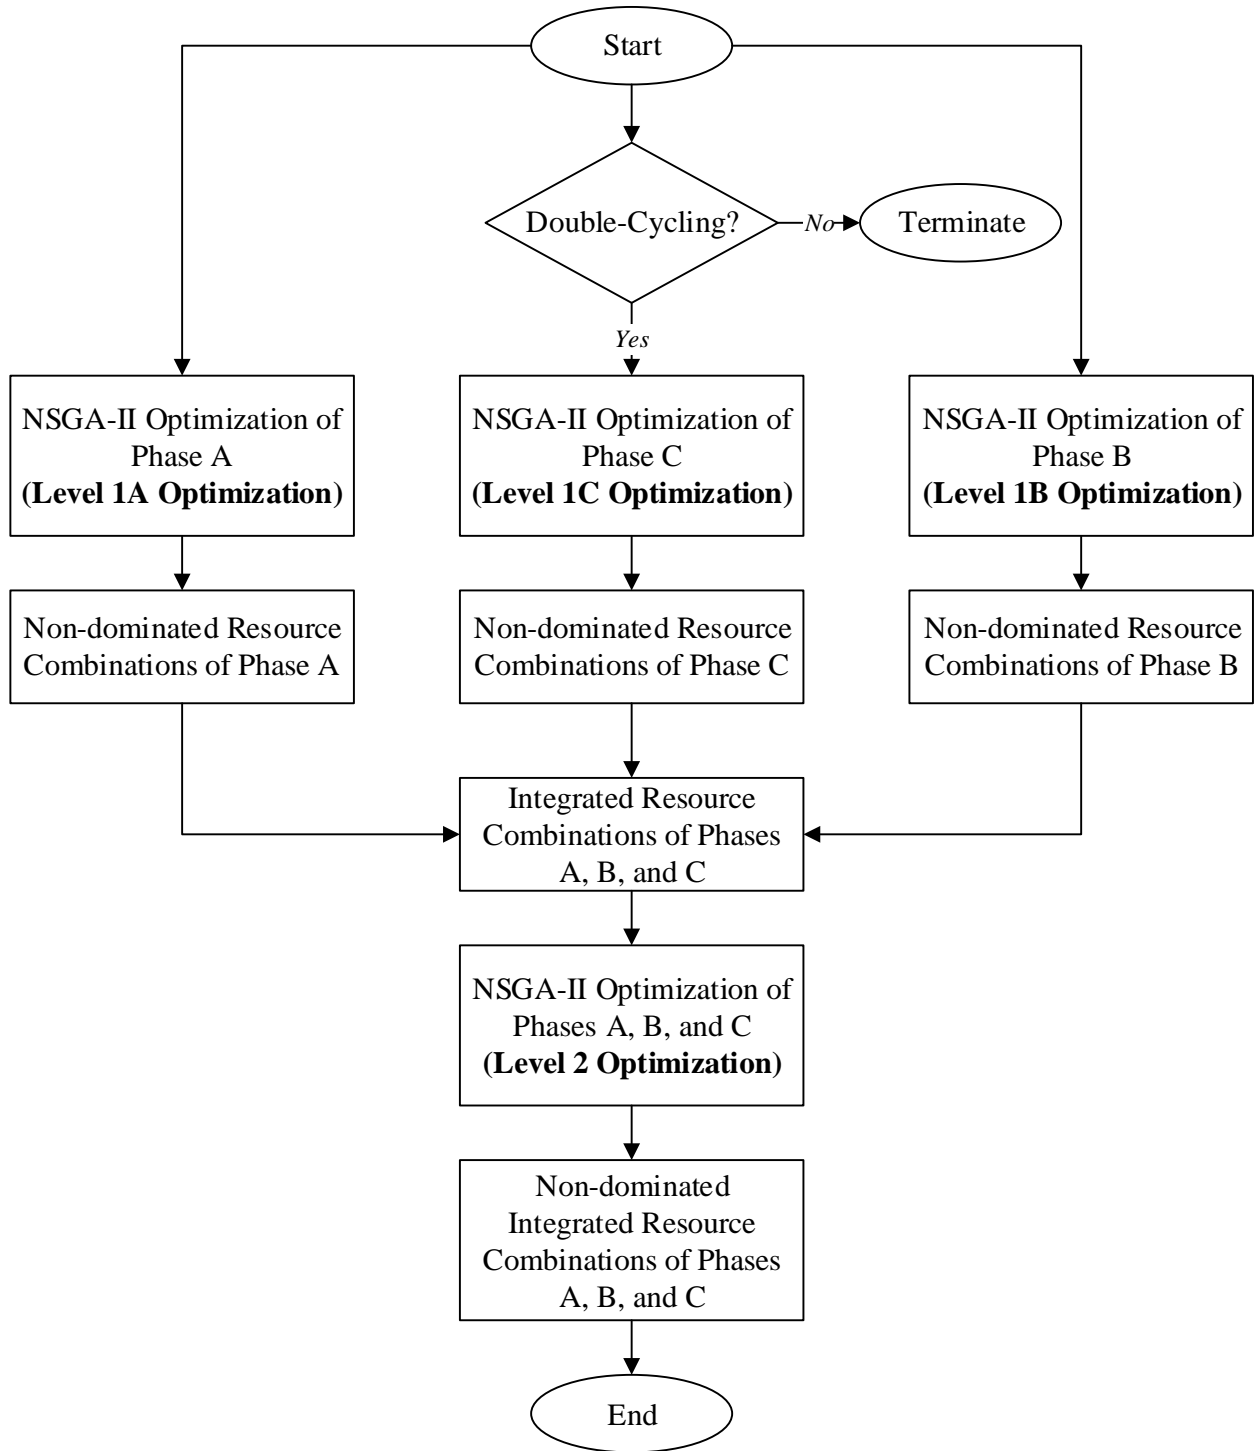 Start
Double-Cycling?
No
Terminate
Yes
NSGA-II Optimization of
Phase A
(Level 1A Optimization)
NSGA-II Optimization of
Phase C
(Level 1C Optimization)
NSGA-II Optimization of
Phase B
(Level 1B Optimization)
Non-dominated Resource
Combinations of Phase A
Non-dominated Resource
Combinations of Phase C
Non-dominated Resource
Combinations of Phase B
Integrated Resource
Combinations of Phases
A, B, and C
NSGA-II Optimization of
Phases A, B, and C
(Level 2 Optimization)
Non-dominated
Integrated Resource
Combinations of Phases
A, B, and C
End